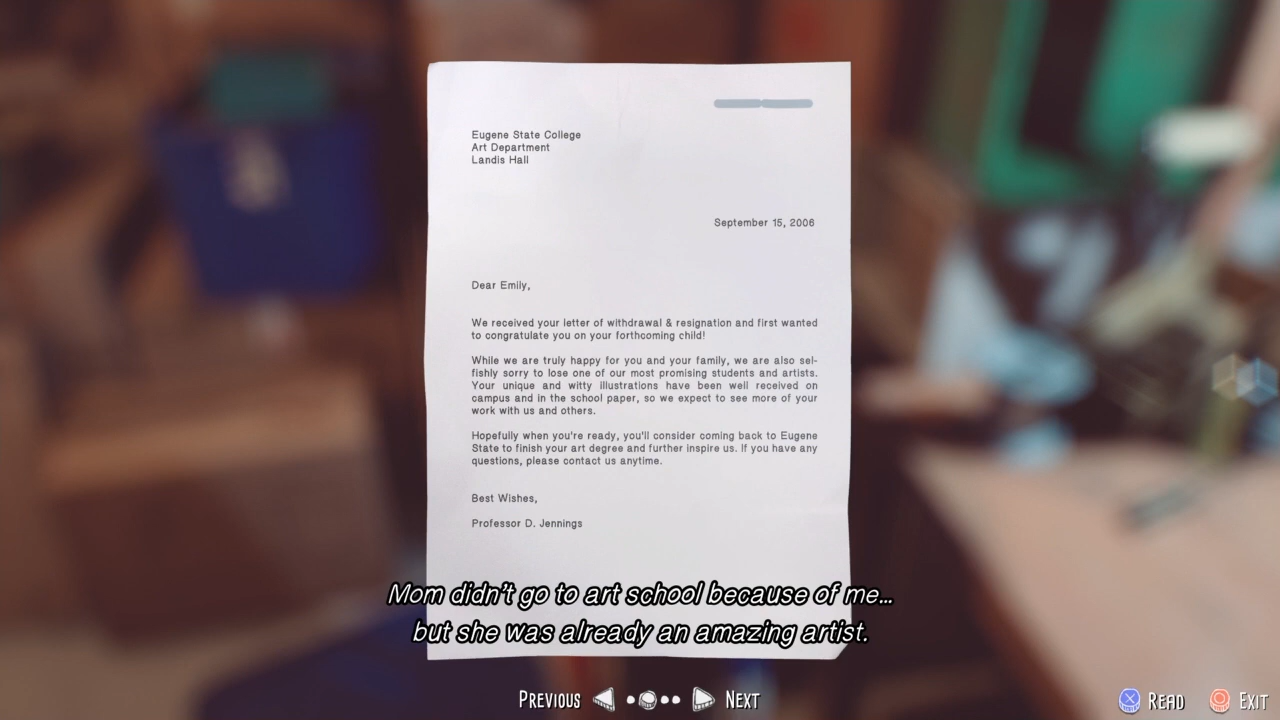 Eugene State College
Art Department
Landis Hall
September 15, 2006
Dear Emily,
We received your letter of withdrawal & resignation and first wanted
to congratulate you on your forthcoming child!
While we are truly happy for you and your family, we are also sel-
fishly sorry to lose one of our most promising students and artists.
Your unique and witty illustrations have been well received on
campus and in the school paper, so we expect to see more of your
work with us and others.
Hopefully when you're ready, you'll consider coming back to Eugene
State to finish your art degree and further inspire us. If you have any
questions, please contact us anytime.
Best Wishes,
Professor D. Jennings
Mom didn't go to art school because of me...
but she was already an amazing artist.
Previous Next
Read Exit